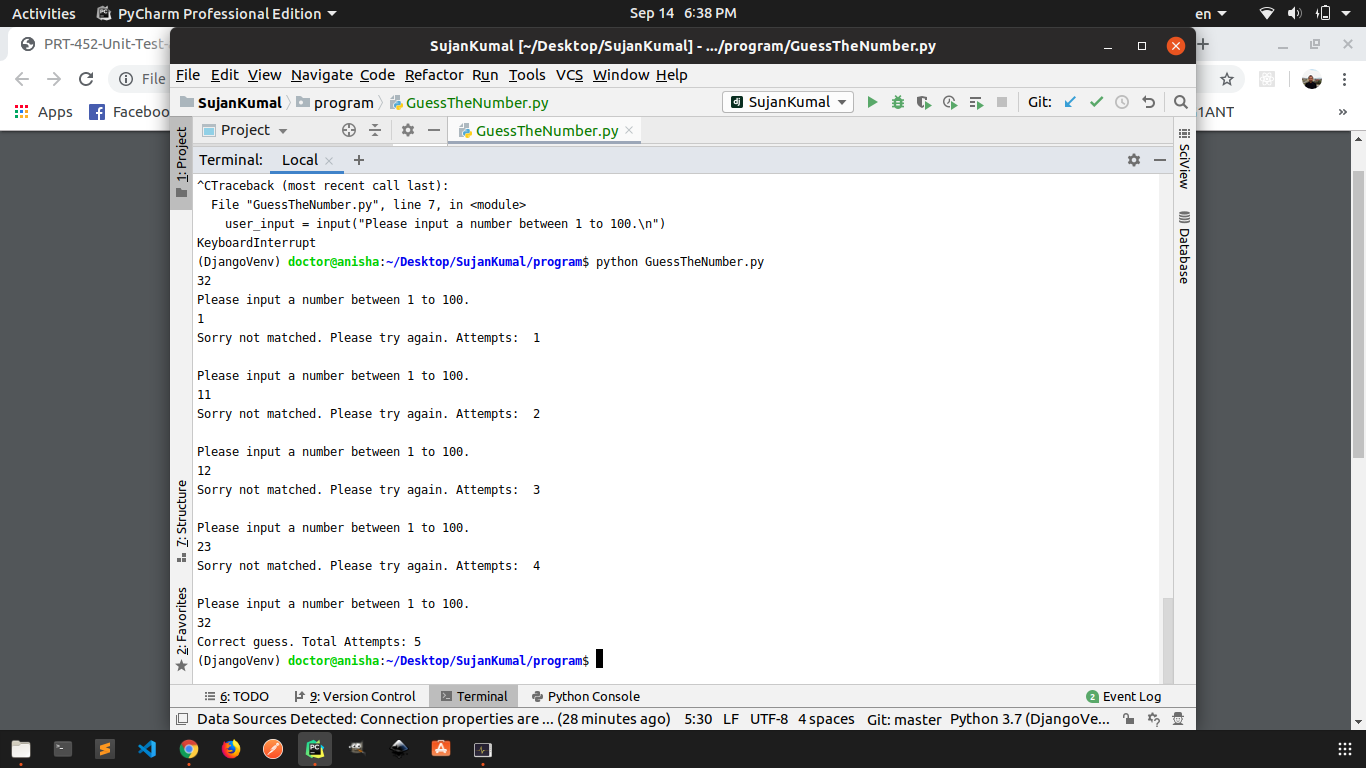 Activities PyCharm Professional Edition Sep 14 6:38 PM en
PRT-452-Unit-Test-
SujanKumal [~/Desktop/SujanKumal] - .../program/GuessTheNumber.py
File
File Edit View Navigate Code Refactor Run Tools VCS Window Help
Apps Faceboo
SujanKumal program GuessTheNumber.py SujanKumal Git:
1ANT
1: Project
Project GuessTheNumber.py
Terminal: Local
SciView
Database
^CTraceback (most recent call last):
  File "GuessTheNumber.py", line 7, in <module>
    user_input = input("Please input a number between 1 to 100.\n")
KeyboardInterrupt
(DjangoVenv) doctor@anisha:~/Desktop/SujanKumal/program$ python GuessTheNumber.py
32
Please input a number between 1 to 100.
1
Sorry not matched. Please try again. Attempts:  1
Please input a number between 1 to 100.
11
Sorry not matched. Please try again. Attempts:  2
Please input a number between 1 to 100.
12
Sorry not matched. Please try again. Attempts:  3
Please input a number between 1 to 100.
23
Sorry not matched. Please try again. Attempts:  4
Please input a number between 1 to 100.
32
Correct guess. Total Attempts: 5
(DjangoVenv) doctor@anisha:~/Desktop/SujanKumal/program$
7: Structure
2: Favorites
6: TODO 9: Version Control Terminal Python Console 2 Event Log
Data Sources Detected: Connection properties are ... (28 minutes ago) 5:30 LF UTF-8 4 spaces Git: master Python 3.7 (DjangoVe...